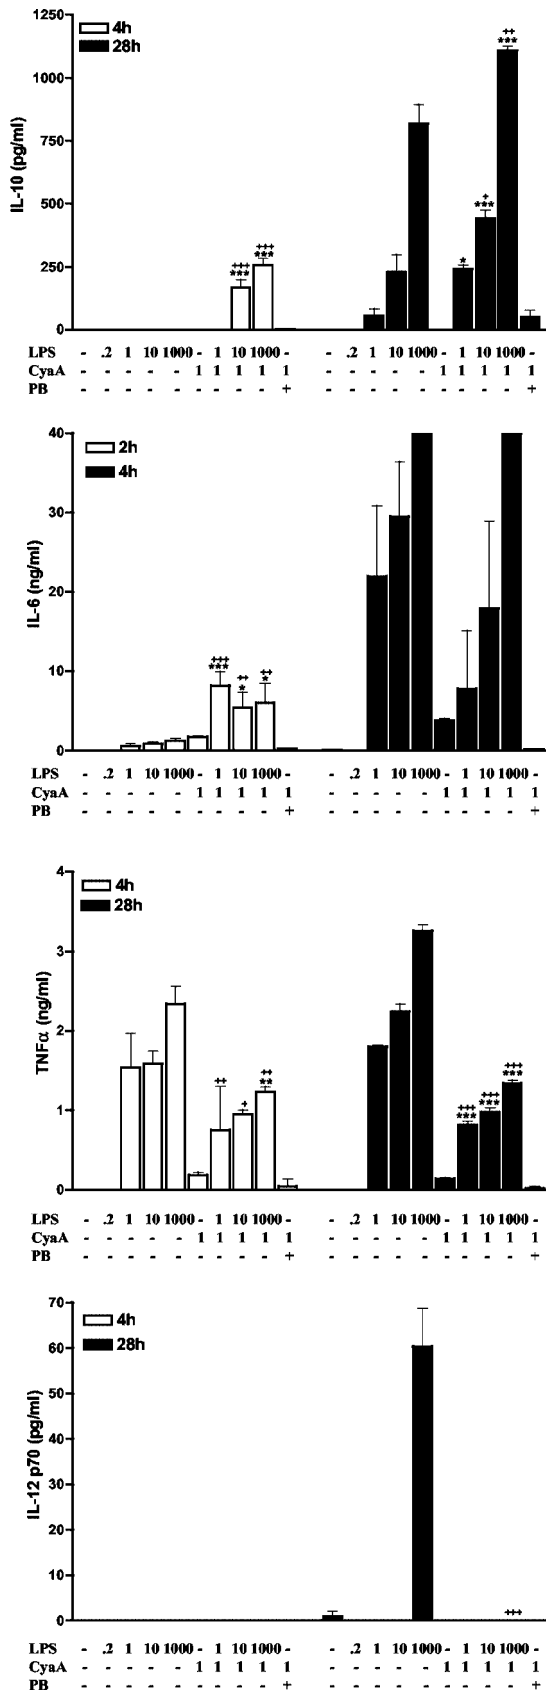 1250
4h
28h
+++
***
1000
750
500
+
***
IL-10 (pg/ml)
+++ +++
*** ***
*
250
0
LPS - .2 1 10 1000 - 1 10 1000 - - .2 1 10 1000 - 1 10 1000 -
CyaA - - - - - 1 1 1 1 1 - - - - - 1 1 1 1 1
PB - - - - - - - - - + - - - - - - - - - +
40
2h
4h
30
20
IL-6 (ng/ml)
+++ ++ ++
*** * *
10
0
LPS - .2 1 10 1000 - 1 10 1000 - - .2 1 10 1000 - 1 10 1000 -
CyaA - - - - - 1 1 1 1 1 - - - - - 1 1 1 1 1
PB - - - - - - - - - + - - - - - - - - - +
4
4h
28h
3
2
TNFα (ng/ml)
++ + ++
**
+++ +++ +++
*** *** ***
1
0
LPS - .2 1 10 1000 - 1 10 1000 - - .2 1 10 1000 - 1 10 1000 -
CyaA - - - - - 1 1 1 1 1 - - - - - 1 1 1 1 1
PB - - - - - - - - - + - - - - - - - - - +
70
4h
28h
60
50
40
30
IL-12 p70 (pg/ml)
20
10
0
+++
LPS - .2 1 10 1000 - 1 10 1000 - - .2 1 10 1000 - 1 10 1000 -
CyaA - - - - - 1 1 1 1 1 - - - - - 1 1 1 1 1
PB - - - - - - - - - + - - - - - - - - - +